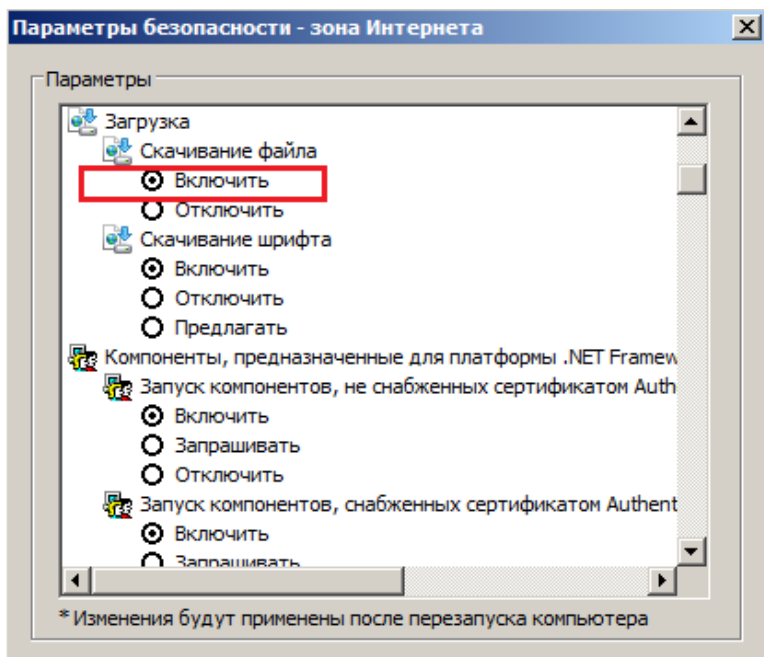 Параметры безопасности - зона Интернета
Параметры
Загрузка
Скачивание файла
Включить
Отключить
Скачивание шрифта
Включить
Отключить
Предлагать
Компоненты, предназначенные для платформы .NET Framew
Запуск компонентов, не снабженных сертификатом Auth
Включить
Запрашивать
Отключить
Запуск компонентов, снабженных сертификатом Authent
Включить
Запрашивать
* Изменения будут применены после перезапуска компьютера